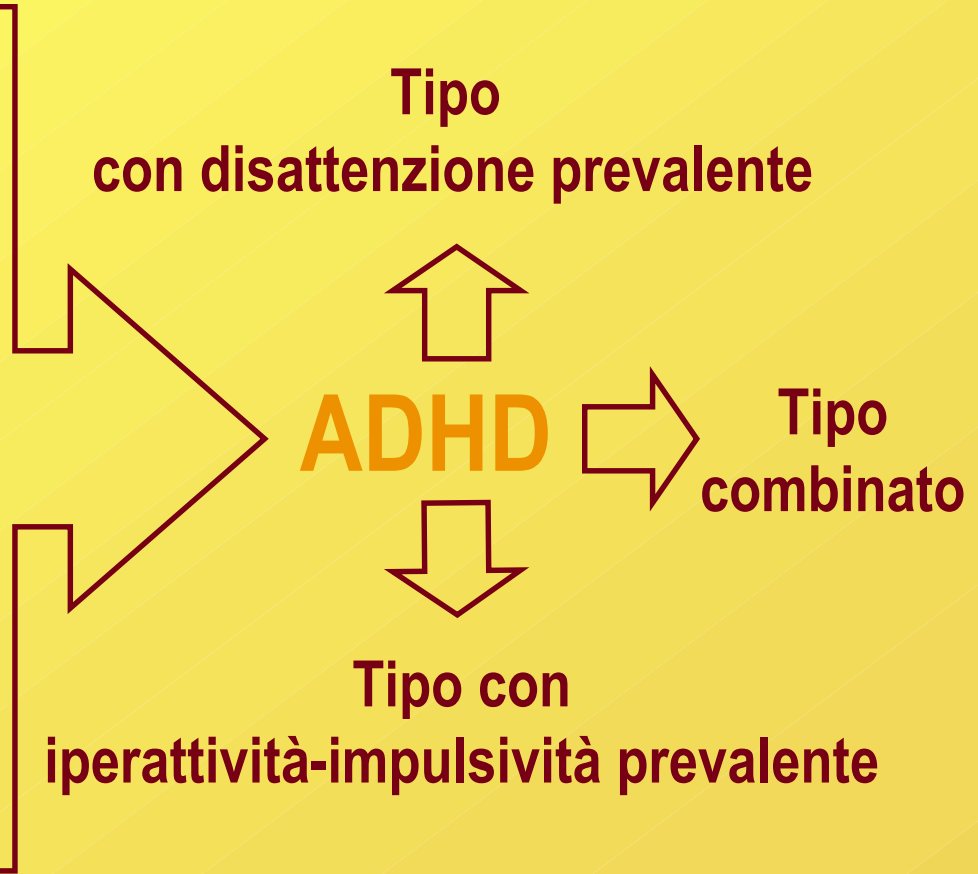 Tipo
con disattenzione prevalente
ADHD
Tipo
combinato
Tipo con
iperattività-impulsività prevalente